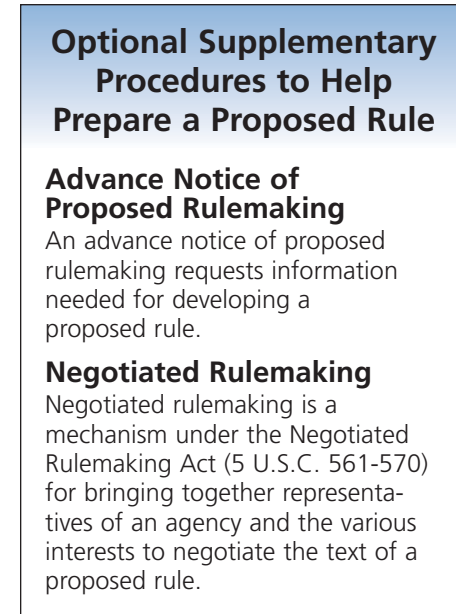 Optional Supplementary
Procedures to Help
Prepare a Proposed Rule
Advance Notice of
Proposed Rulemaking
An advance notice of proposed
rulemaking requests information
needed for developing a
proposed rule.
Negotiated Rulemaking
Negotiated rulemaking is a
mechanism under the Negotiated
Rulemaking Act (5 U.S.C. 561-570)
for bringing together representa-
tives of an agency and the various
interests to negotiate the text of a
proposed rule.